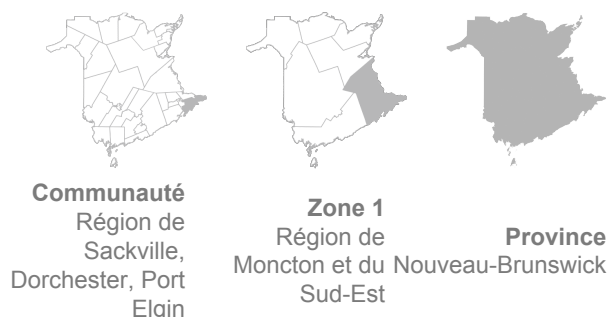 Communauté
Région de
Sackville,
Dorchester, Port
Elgin
Zone 1
Région de
Moncton et du
Sud-Est
Province
Nouveau-Brunswick